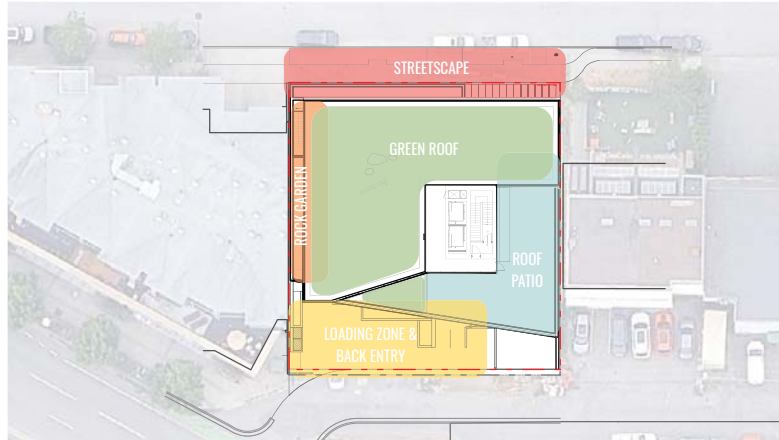 STREETSCAPE
GREEN ROOF
ROCK GARDEN
ROOF
PATIO
LOADING ZONE &
BACK ENTRY